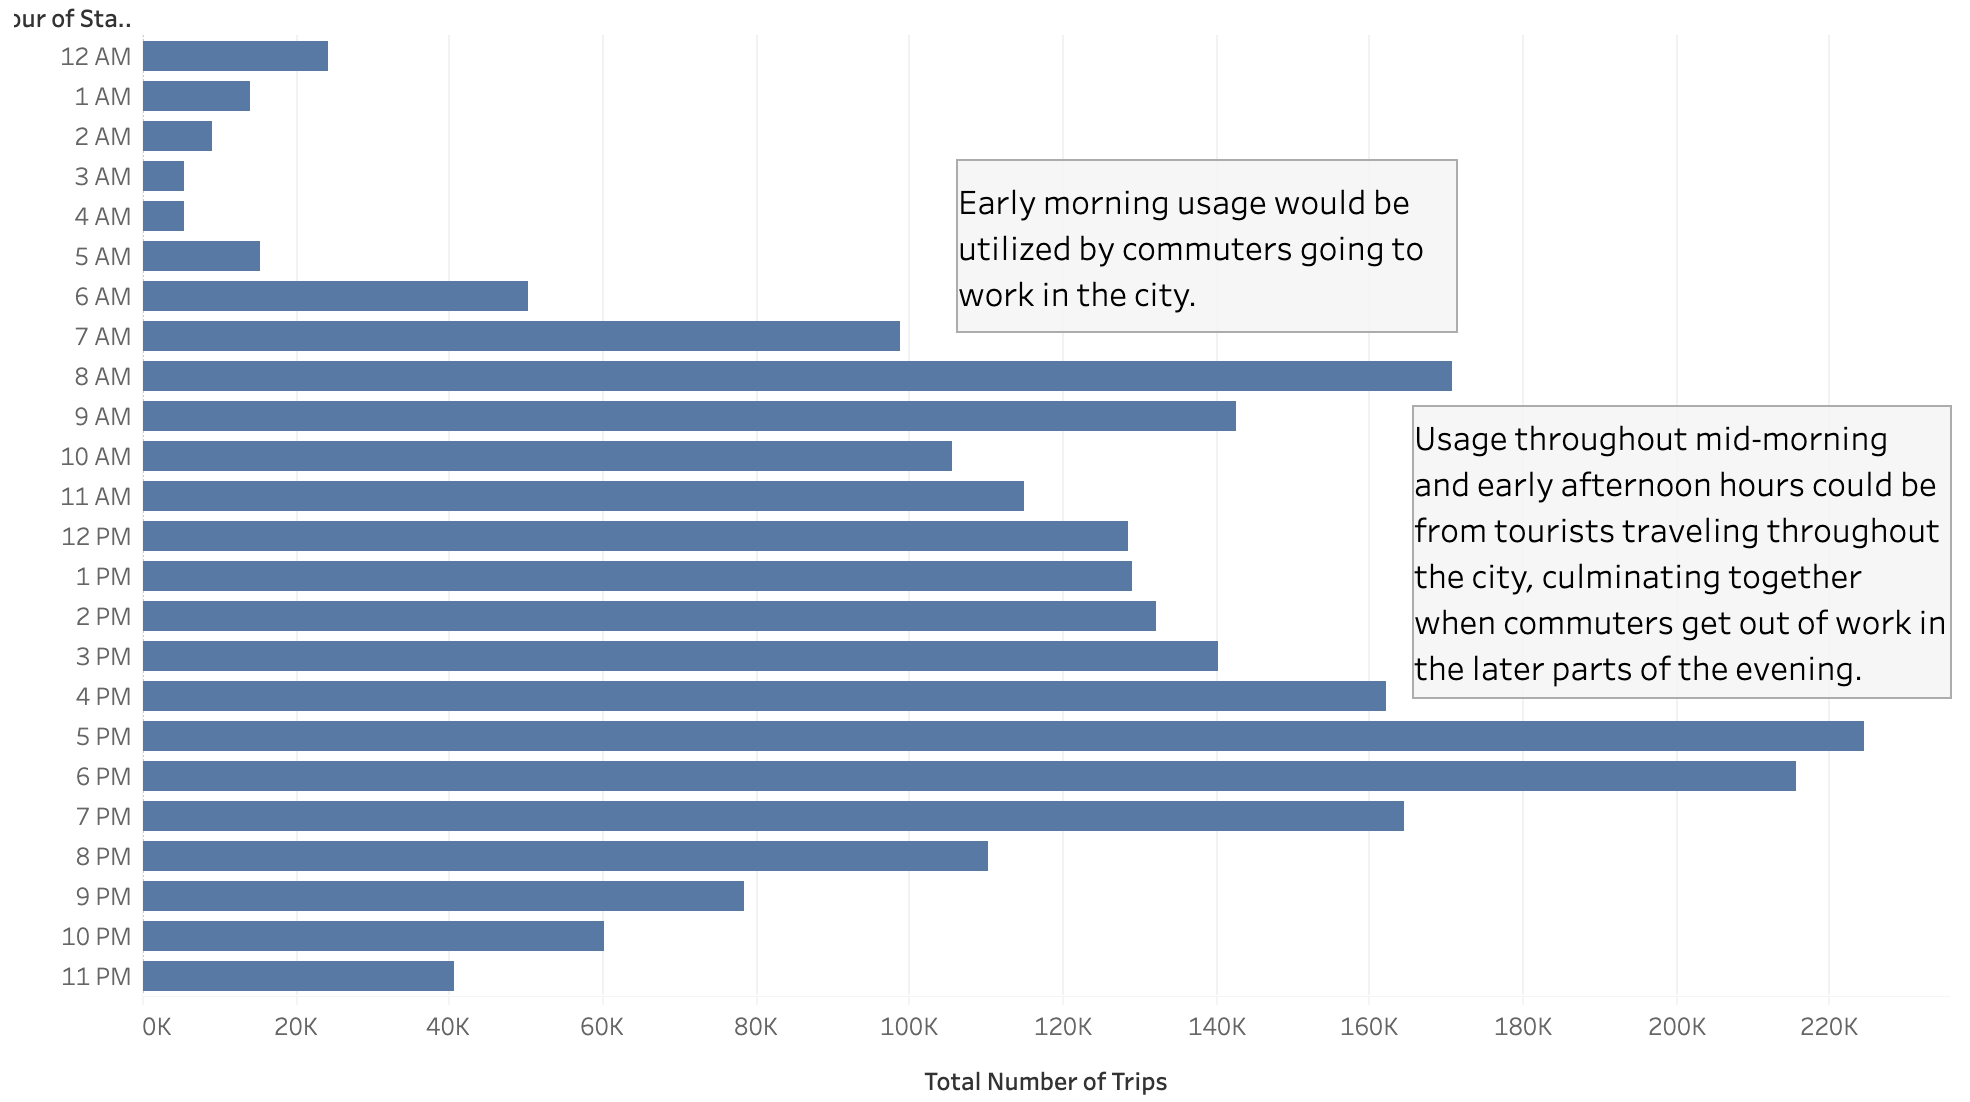 our of Sta..
12 AM
1 AM
2 AM
3 AM
4 AM
5 AM
6 AM
7 AM
8 AM
9 AM
10 AM
11 AM
12 PM
1 PM
2 PM
3 PM
4 PM
5 PM
6 PM
7 PM
8 PM
9 PM
10 PM
11 PM
Early morning usage would be
utilized by commuters going to
work in the city.
Usage throughout mid-morning
and early afternoon hours could be
from tourists traveling throughout
the city, culminating together
when commuters get out of work in
the later parts of the evening.
0K 20K 40K 60K 80K 100K 120K 140K 160K 180K 200K 220K
Total Number of Trips